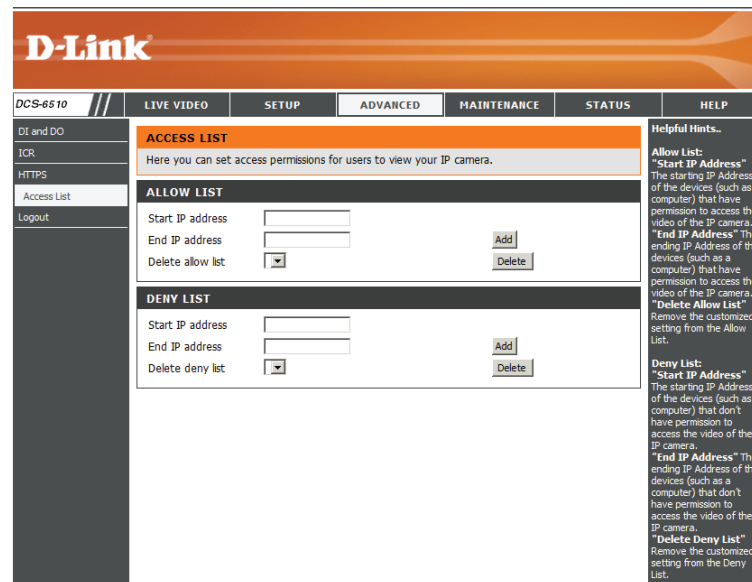 D-Link
DCS-6510
LIVE VIDEO
SETUP
ADVANCED
MAINTENANCE
STATUS
HELP
DI and DO
ICR
HTTPS
Access List
Logout
ACCESS LIST
Here you can set access permissions for users to view your IP camera.
ALLOW LIST
Start IP address
End IP address
Add
Delete allow list
Delete
DENY LIST
Start IP address
End IP address
Add
Delete deny list
Delete
Helpful Hints..
Allow List:
"Start IP Address"
The starting IP Address
of the devices (such as
computer) that have
permission to access th
video of the IP camera.
"End IP Address" Th
ending IP Address of th
devices (such as a
computer) that have
permission to access the
video of the IP camera.
"Delete Allow List"
Remove the customized
setting from the Allow
List.
Deny List:
"Start IP Address"
The starting IP Address
of the devices (such as
computer) that don't
have permission to
access the video of the
IP camera.
"End IP Address" Th
ending IP Address of th
devices (such as a
computer) that don't
have permission to
access the video of the
IP camera.
"Delete Deny List"
Remove the customized
setting from the Deny
List.